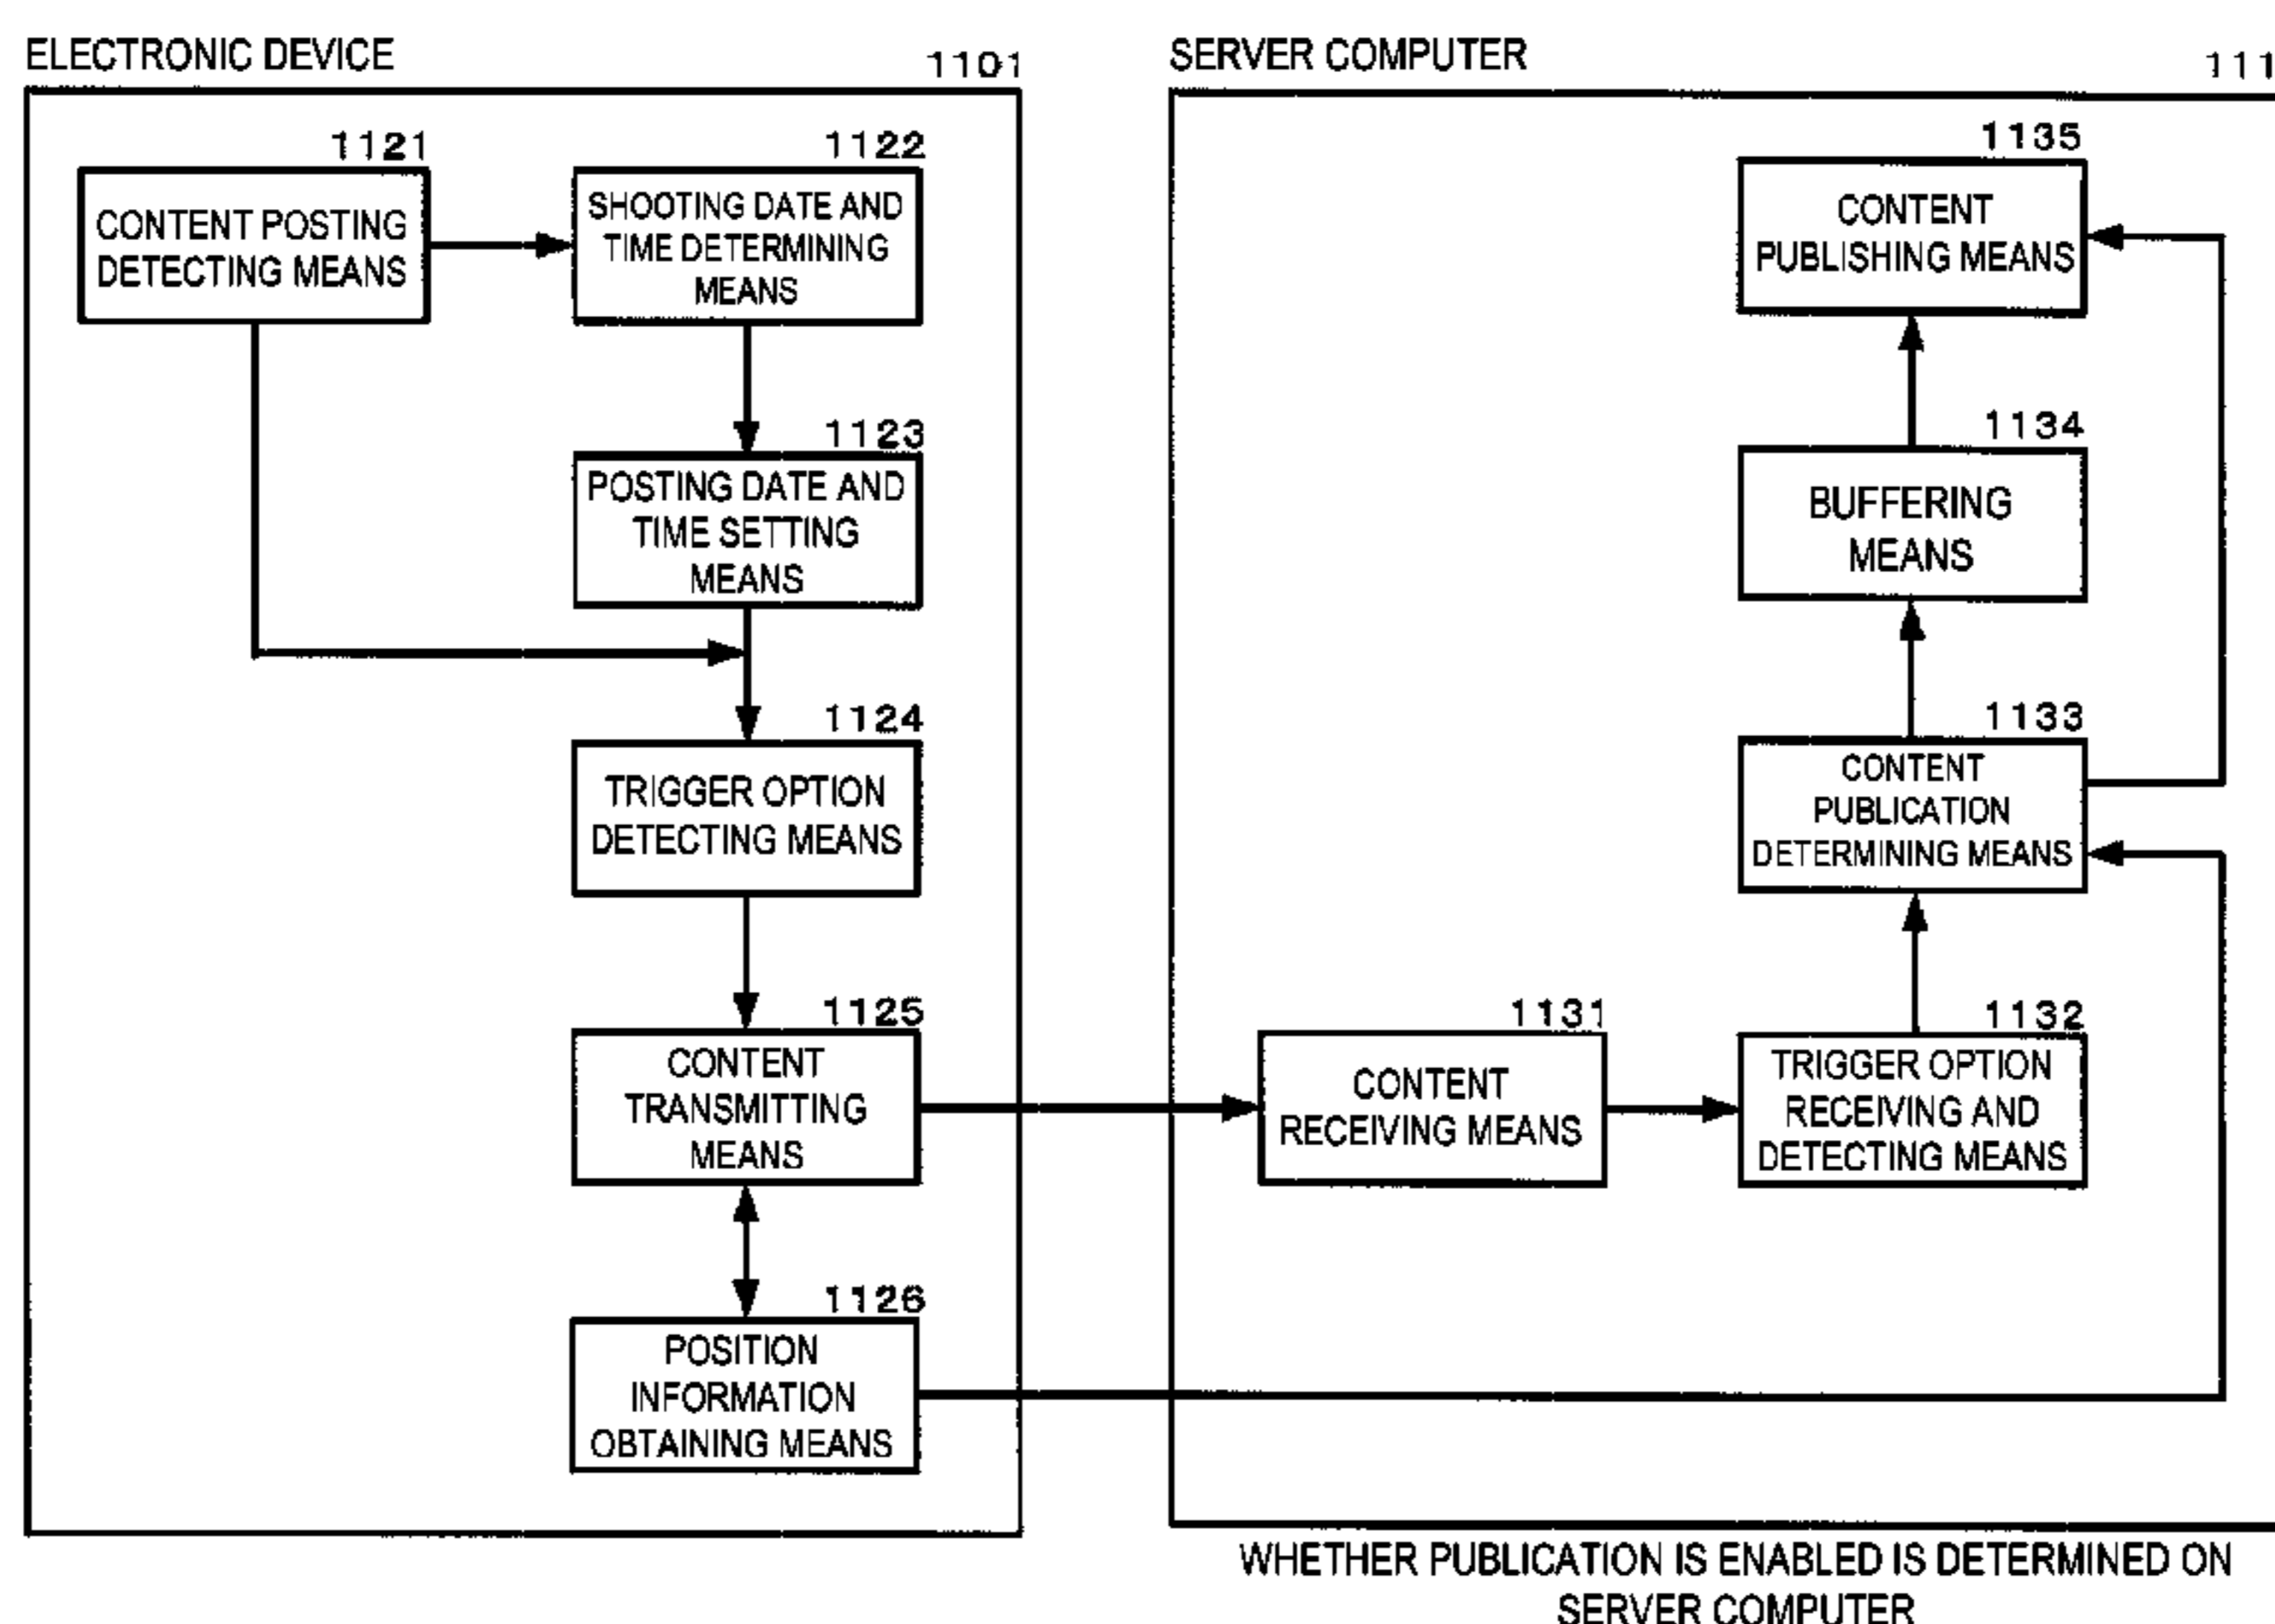 ELECTRONIC DEVICE
1101
1121
CONTENT POSTING
DETECTING MEANS
1122
SHOOTING DATE AND
TIME DETERMINING
MEANS
1123
POSTING DATE AND
TIME SETTING
MEANS
1124
TRIGGER OPTION
DETECTING MEANS
1125
CONTENT
TRANSMITTING
MEANS
1126
POSITION
INFORMATION
OBTAINING MEANS
SERVER COMPUTER
111
1135
CONTENT
PUBLISHING MEANS
1134
BUFFERING
MEANS
1133
CONTENT
PUBLICATION
DETERMINING MEANS
1131
CONTENT
RECEIVING MEANS
1132
TRIGGER OPTION
RECEIVING AND
DETECTING MEANS
WHETHER PUBLICATION IS ENABLED IS DETERMINED ON
SERVER COMPUTER